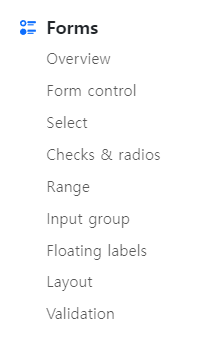 Forms
Overview
Form control
Select
Checks & radios
Range
Input group
Floating labels
Layout
Validation